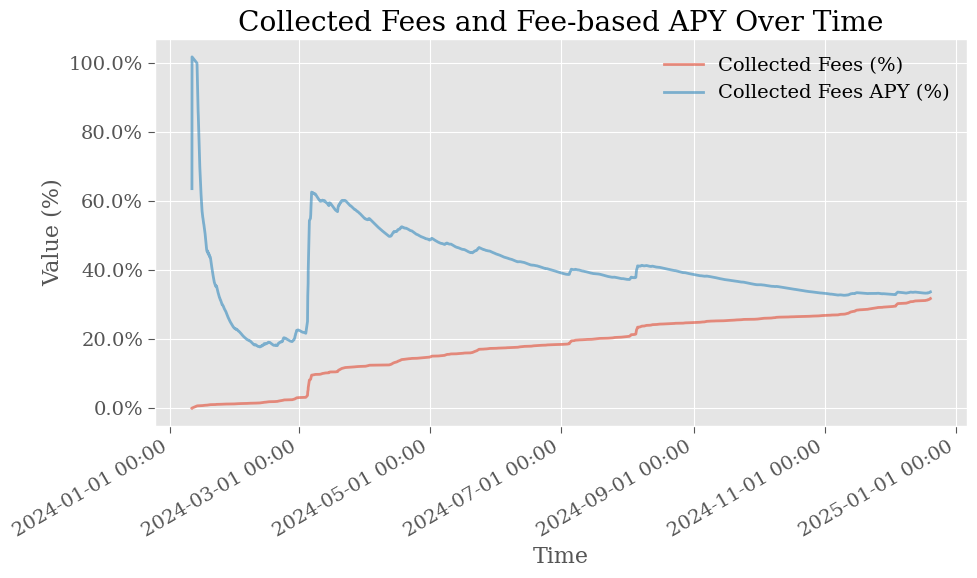 Collected Fees and Fee-based APY Over Time
Collected Fees (%)
Collected Fees APY (%)
Value (%)
100.0%
80.0%
60.0%
40.0%
20.0%
0.0%
2024-01-01 00:00
2024-03-01 00:00
2024-05-01 00:00
2024-07-01 00:00
2024-09-01 00:00
2024-11-01 00:00
2025-01-01 00:00
Time